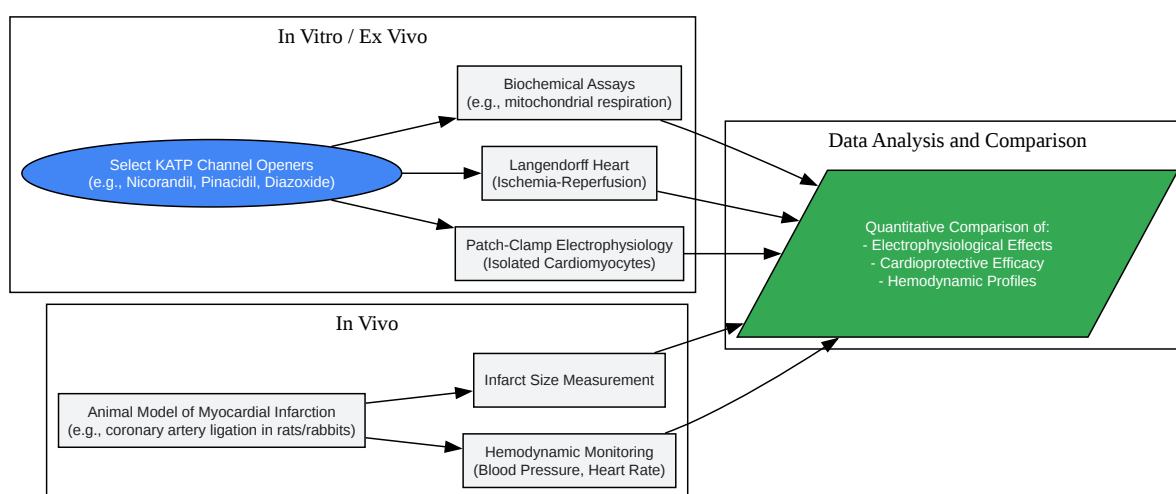 In Vitro / Ex Vivo
Biochemical Assays
(e.g., mitochondrial respiration)
Select KATP Channel Openers
(e.g., Nicorandil, Pinacidil, Diazoxide)
Langendorff Heart
(Ischemia-Reperfusion)
Patch-Clamp Electrophysiology
(Isolated Cardiomyocytes)
Data Analysis and Comparison
Quantitative Comparison of:
- Electrophysiological Effects
- Cardioprotective Efficacy
- Hemodynamic Profiles
In Vivo
Infarct Size Measurement
Animal Model of Myocardial Infarction
(e.g., coronary artery ligation in rats/rabbits)
Hemodynamic Monitoring
(Blood Pressure, Heart Rate)